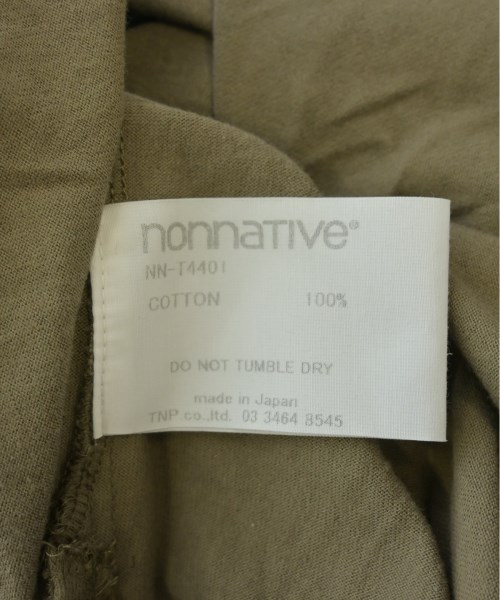 nonnative®
NN-T4401
COTTON 100%
DO NOT TUMBLE DRY
made in Japan
TNP co.,ltd. 03 3464 8545